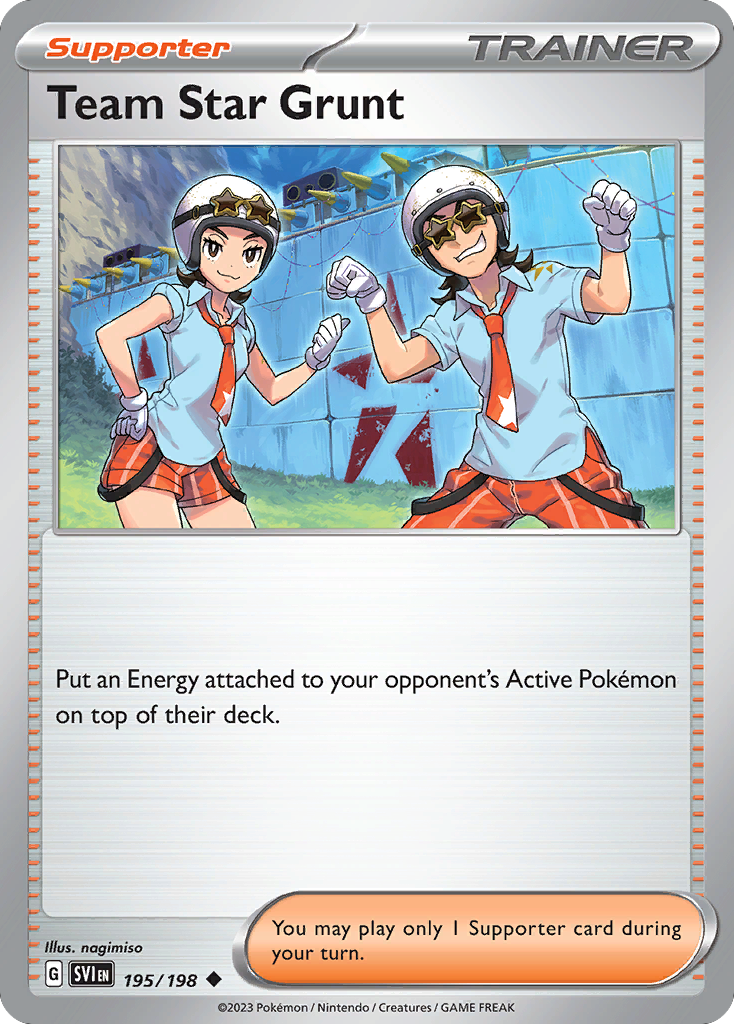 Supporter
TRAINER
Team Star Grunt
Put an Energy attached to your opponent's Active Pokémon
on top of their deck.
You may play only 1 Supporter card during
your turn.
Illus. nagimiso
G SVI EN 195/198
©2023 Pokémon / Nintendo / Creatures / GAME FREAK